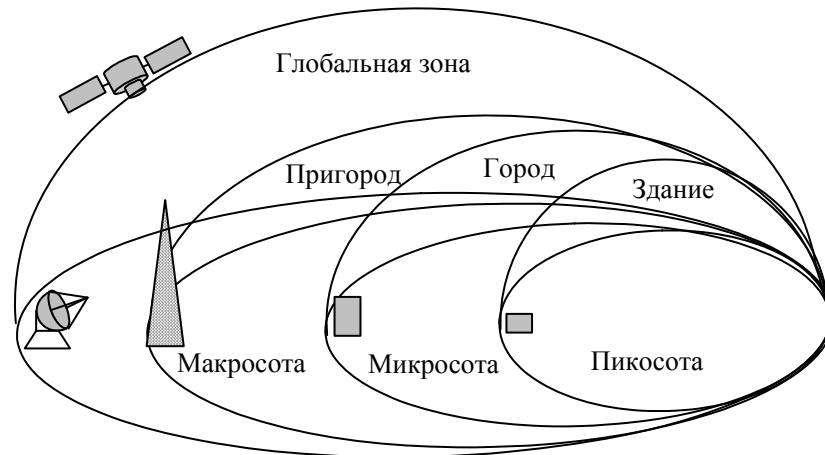 Глобальная зона
Пригород
Город
Здание
Макросота
Микросота
Пикосота